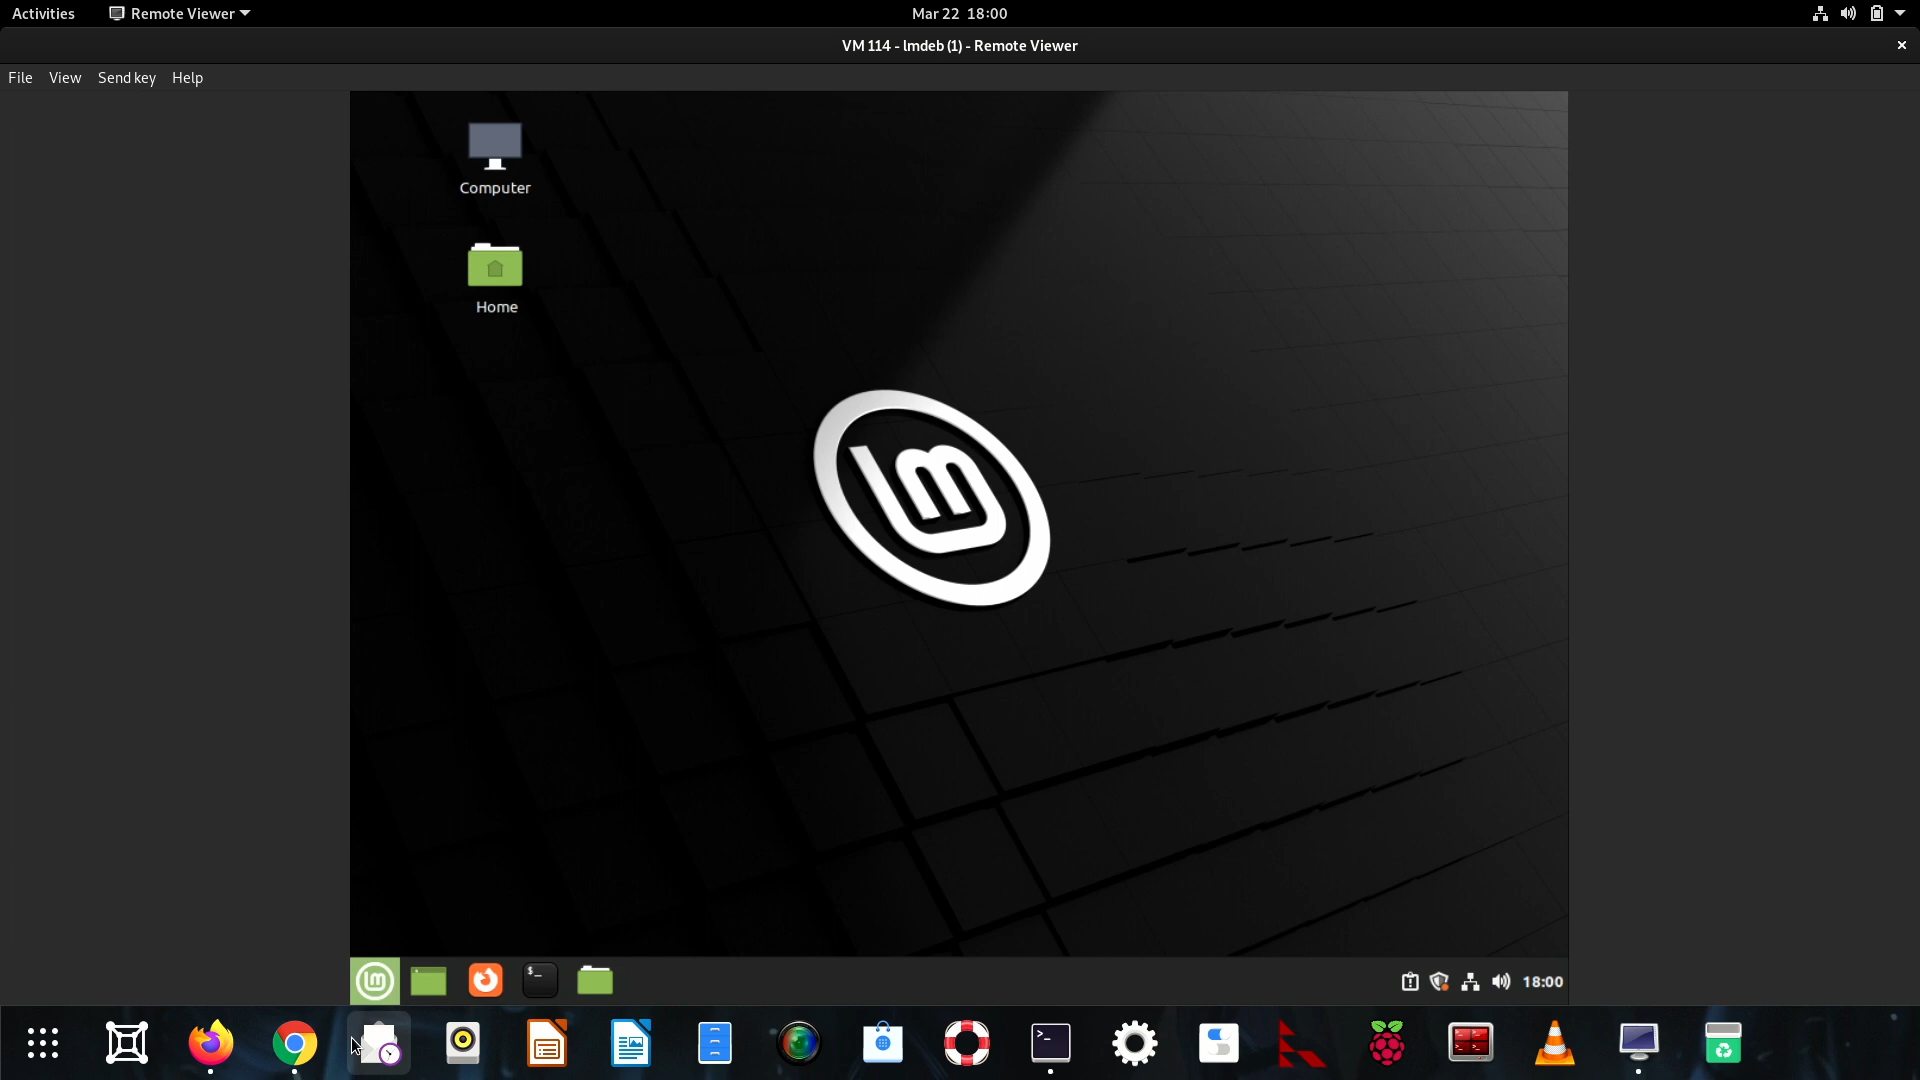 Activities
Remote Viewer
Mar 22 18:00
VM 114 - lmdeb (1) - Remote Viewer
File View Send key Help
Computer
Home
lm
$_
18:00
>_